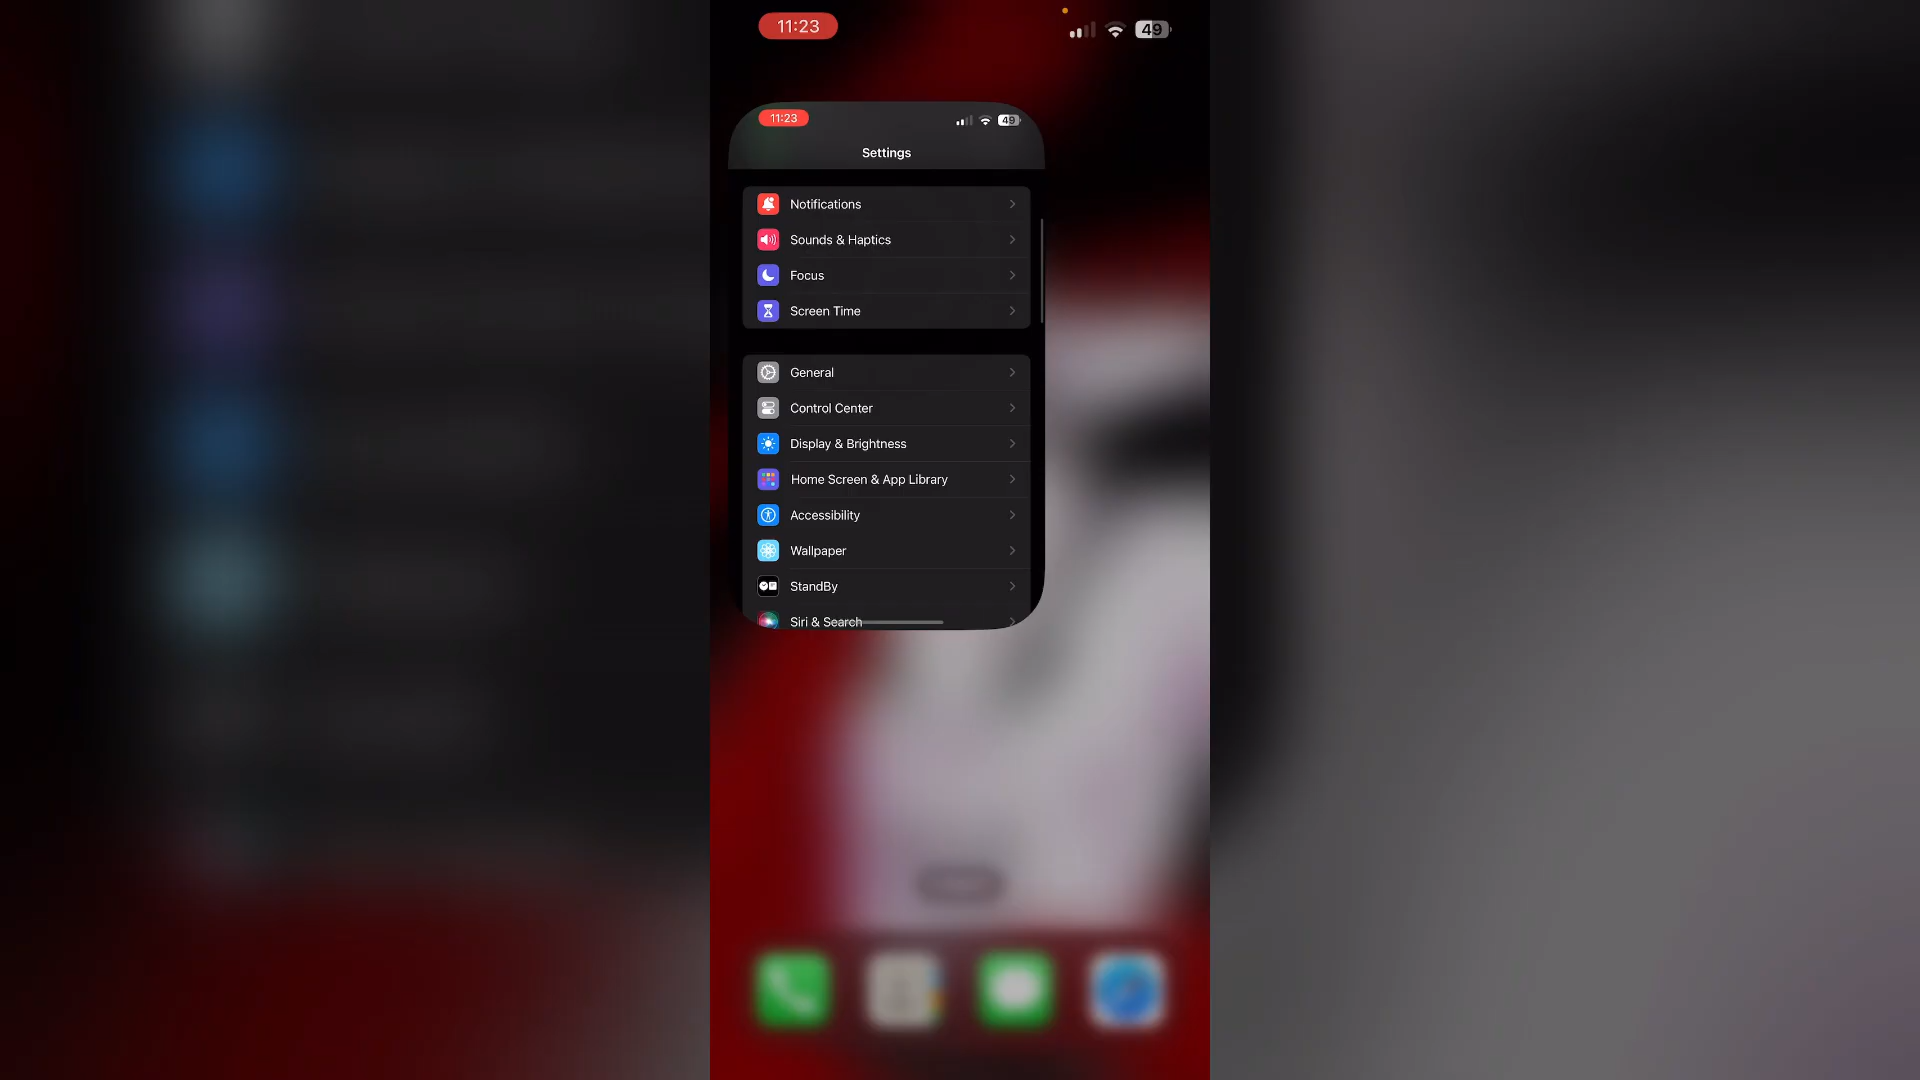 11:23
49
11:23
49
Settings
Notifications
Sounds & Haptics
Focus
Screen Time
General
Control Center
Display & Brightness
Home Screen & App Library
Accessibility
Wallpaper
StandBy
Siri & Search